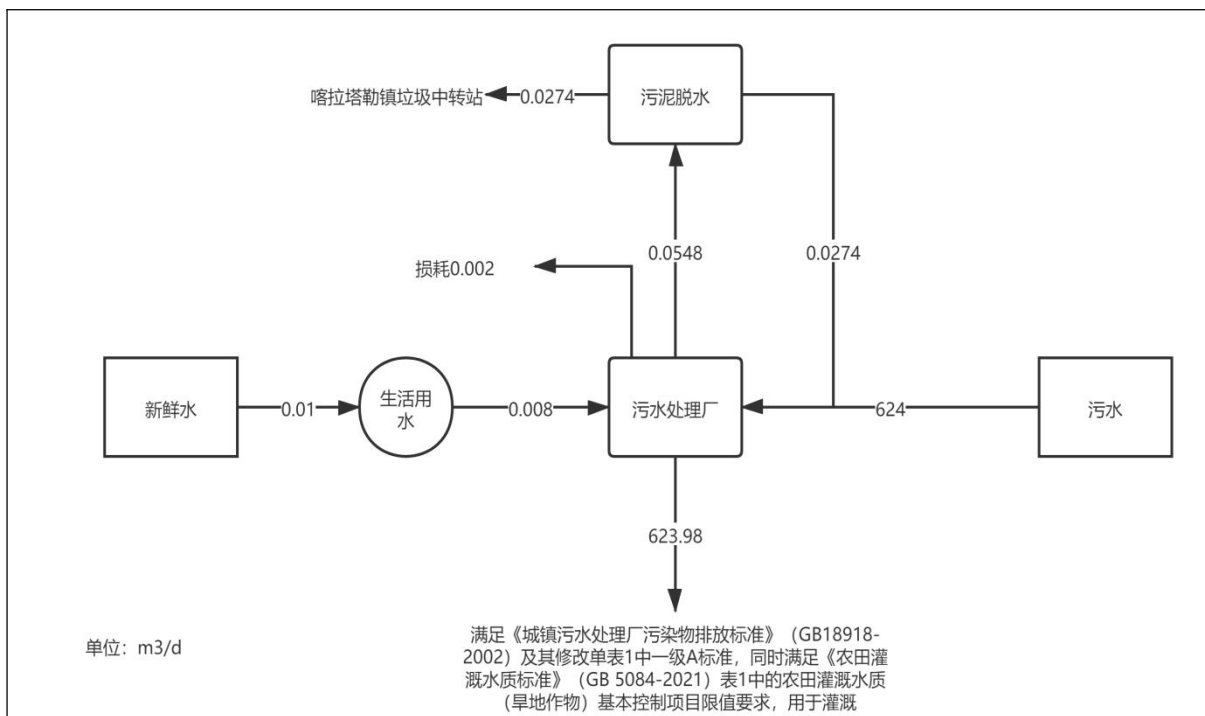 污泥脱水
喀拉塔勒镇垃圾中转站
0.0274
0.0548
0.0274
损耗0.002
新鲜水
0.01
生活用
水
0.008
污水处理厂
624
污水
623.98
单位：m3/d
满足《城镇污水处理厂污染物排放标准》（GB18918-
2002）及其修改单表1中一级A标准，同时满足《农田灌
溉水质标准》（GB 5084-2021）表1中的农田灌溉水质
（旱地作物）基本控制项目限值要求，用于灌溉